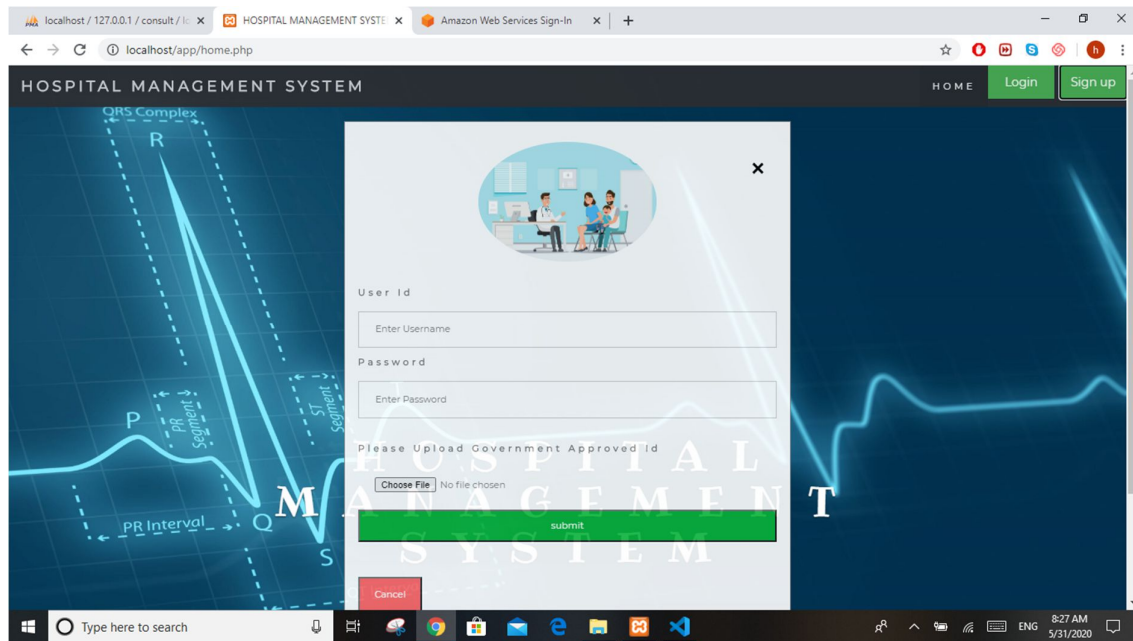 localhost / 127.0.0.1 / consult / lo
HOSPITAL MANAGEMENT SYSTE
Amazon Web Services Sign-In
localhost/app/home.php
h
HOSPITAL MANAGEMENT SYSTEM
HOME
Login
Sign up
QRS Complex
R
P
PR
Segment
ST
Segment
T
PR Interval
Q
S
User Id
Enter Username
Password
Enter Password
Please Upload Government Approved Id
Choose File No file chosen
submit
Cancel
HOSPITAL
MANAGEMENT
SYSTEM
Type here to search
ENG
8:27 AM
5/31/2020